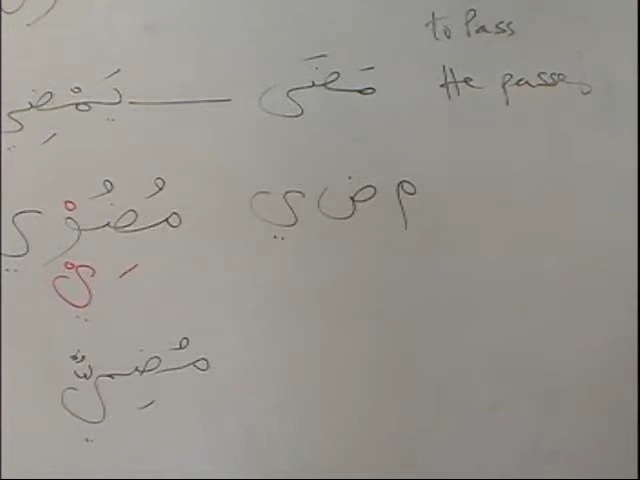 to Pass
مَضَى — يَمْضِي He passes
م ض ي
مُضُوْي
ـِ يْ
مُضِيٌّ